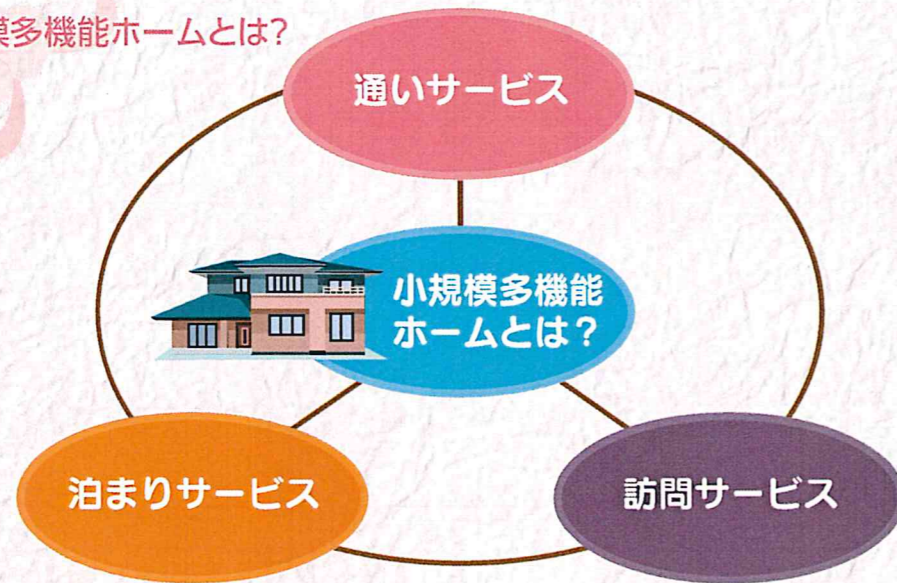 模多機能ホームとは?
通いサービス
小規模多機能
ホームとは?
泊まりサービス
訪問サービス